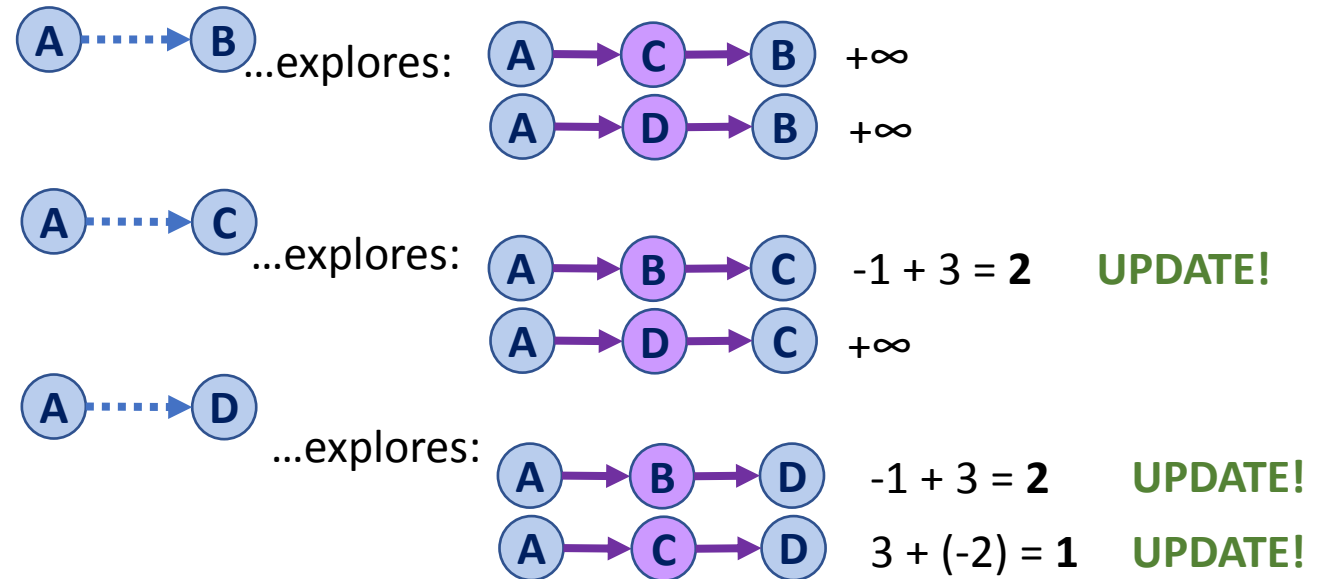 A B ...explores: A C B +∞
A D B +∞
A C ...explores: A B C -1 + 3 = 2 UPDATE!
A D C +∞
A D ...explores: A B D -1 + 3 = 2 UPDATE!
A C D 3 + (-2) = 1 UPDATE!